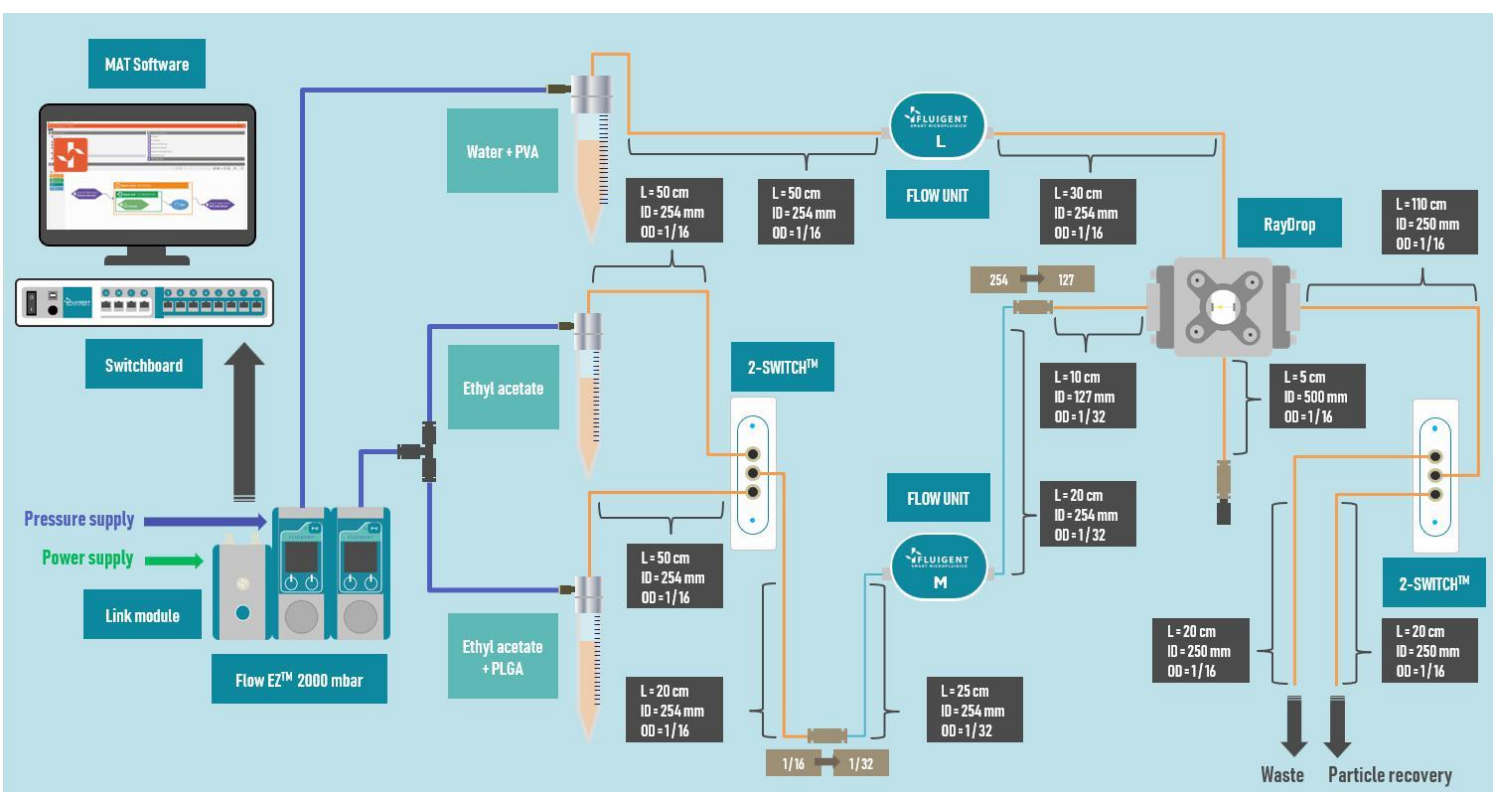 MAT Software
Switchboard
Pressure supply
Power supply
Link module
Flow EZ™ 2000 mbar
FLUIGENT
Water + PVA
Ethyl acetate
Ethyl acetate
+ PLGA
L = 50 cm
ID = 254 mm
OD = 1/16
L = 50 cm
ID = 254 mm
OD = 1/16
FLUIGENT
SMART MICROFLUIDICS
L
FLOW UNIT
L = 30 cm
ID = 254 mm
OD = 1/16
RayDrop
L = 110 cm
ID = 250 mm
OD = 1/16
254
127
2-SWITCH™
L = 10 cm
ID = 127 mm
OD = 1/32
L = 5 cm
ID = 500 mm
OD = 1/16
FLOW UNIT
L = 20 cm
ID = 254 mm
OD = 1/32
L = 50 cm
ID = 254 mm
OD = 1/16
FLUIGENT
SMART MICROFLUIDICS
M
2-SWITCH™
L = 20 cm
ID = 254 mm
OD = 1/16
L = 25 cm
ID = 254 mm
OD = 1/32
L = 20 cm
ID = 250 mm
OD = 1/16
L = 20 cm
ID = 250 mm
OD = 1/16
1/16
1/32
Waste
Particle recovery